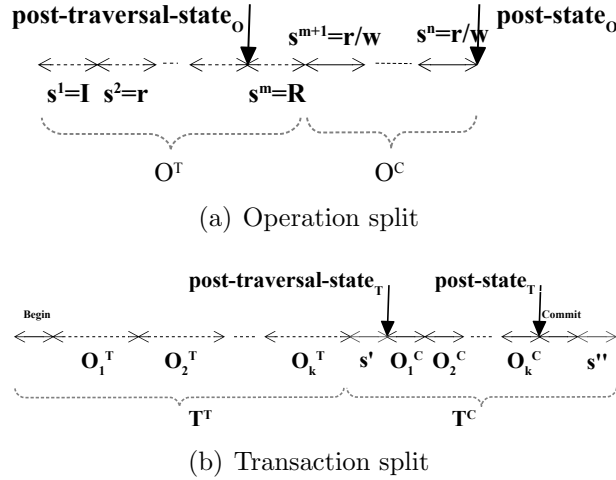 post-traversal-state_O post-state_O
s^{m+1}=r/w s^n=r/w
s^1=I s^2=r s^m=R
O^T O^C
(a) Operation split
post-traversal-state_T post-state_T
Begin Commit
O_1^T O_2^T O_k^T s' O_1^C O_2^C O_k^C s''
T^T T^C
(b) Transaction split